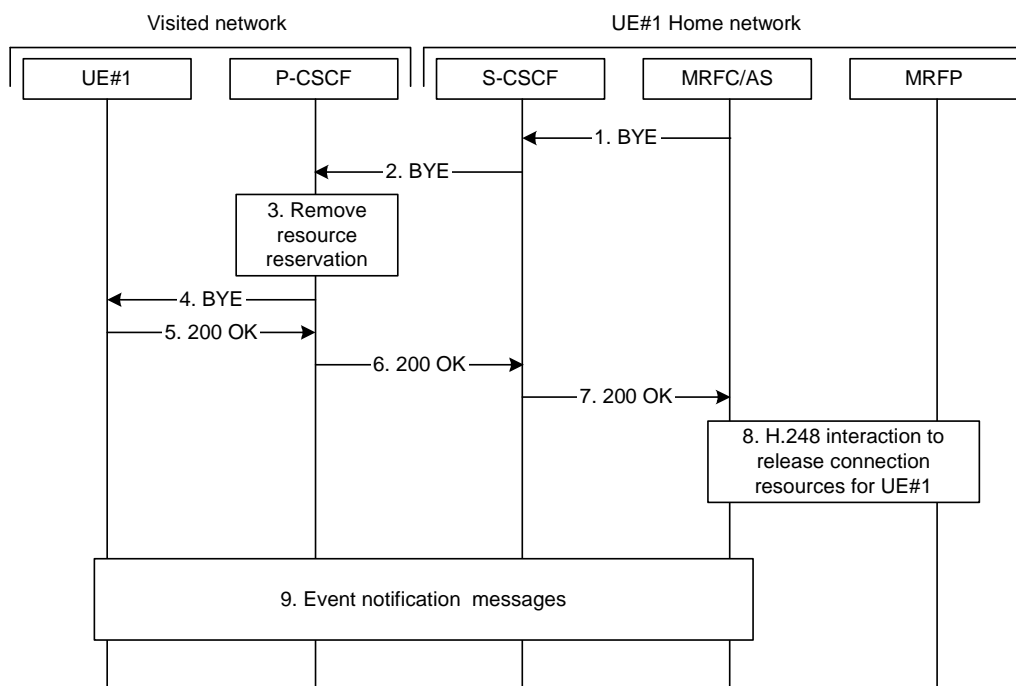 Visited network
UE#1 Home network
UE#1
P-CSCF
S-CSCF
MRFC/AS
MRFP
1. BYE
2. BYE
3. Remove
resource
reservation
4. BYE
5. 200 OK
6. 200 OK
7. 200 OK
8. H.248 interaction to
release connection
resources for UE#1
9. Event notification messages